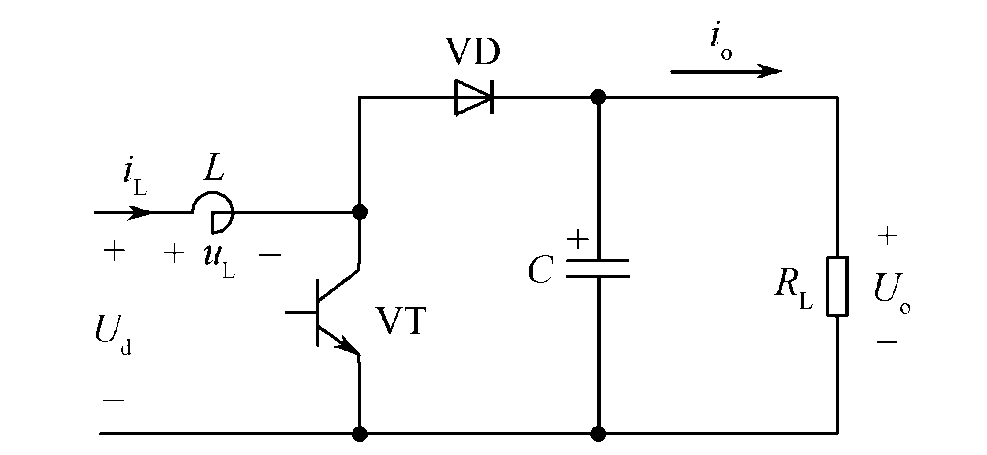 VD
i_o
i_L
L
+
+ u_L −
U_d
−
VT
+
C
R_L
+
U_o
−